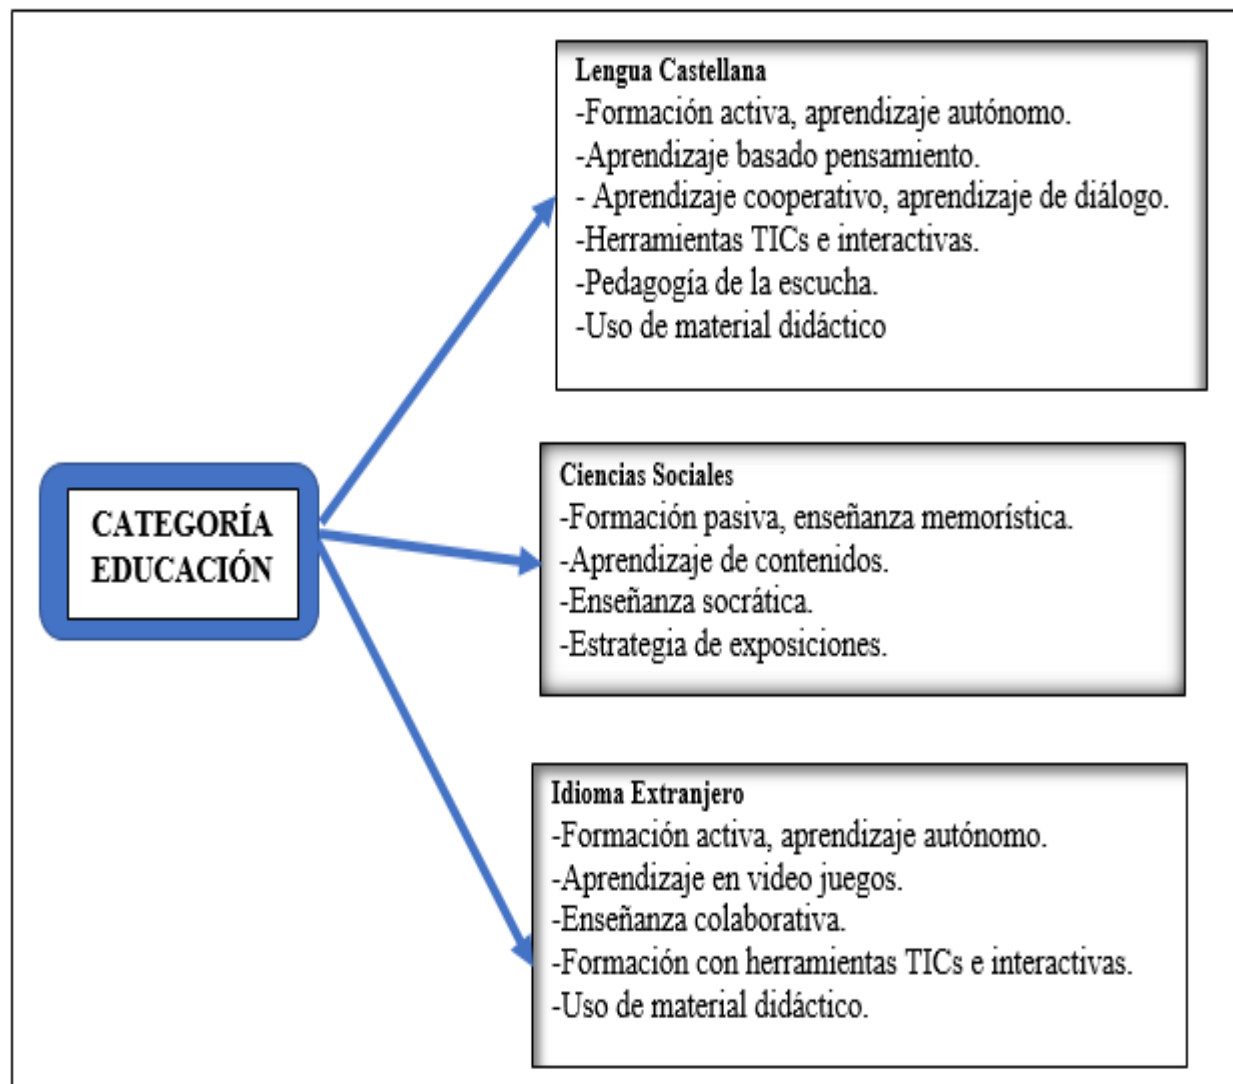 Lengua Castellana
-Formación activa, aprendizaje autónomo.
-Aprendizaje basado pensamiento.
- Aprendizaje cooperativo, aprendizaje de diálogo.
-Herramientas TICs e interactivas.
-Pedagogía de la escucha.
-Uso de material didáctico
CATEGORÍA
EDUCACIÓN
Ciencias Sociales
-Formación pasiva, enseñanza memorística.
-Aprendizaje de contenidos.
-Enseñanza socrática.
-Estrategia de exposiciones.
Idioma Extranjero
-Formación activa, aprendizaje autónomo.
-Aprendizaje en video juegos.
-Enseñanza colaborativa.
-Formación con herramientas TICs e interactivas.
-Uso de material didáctico.